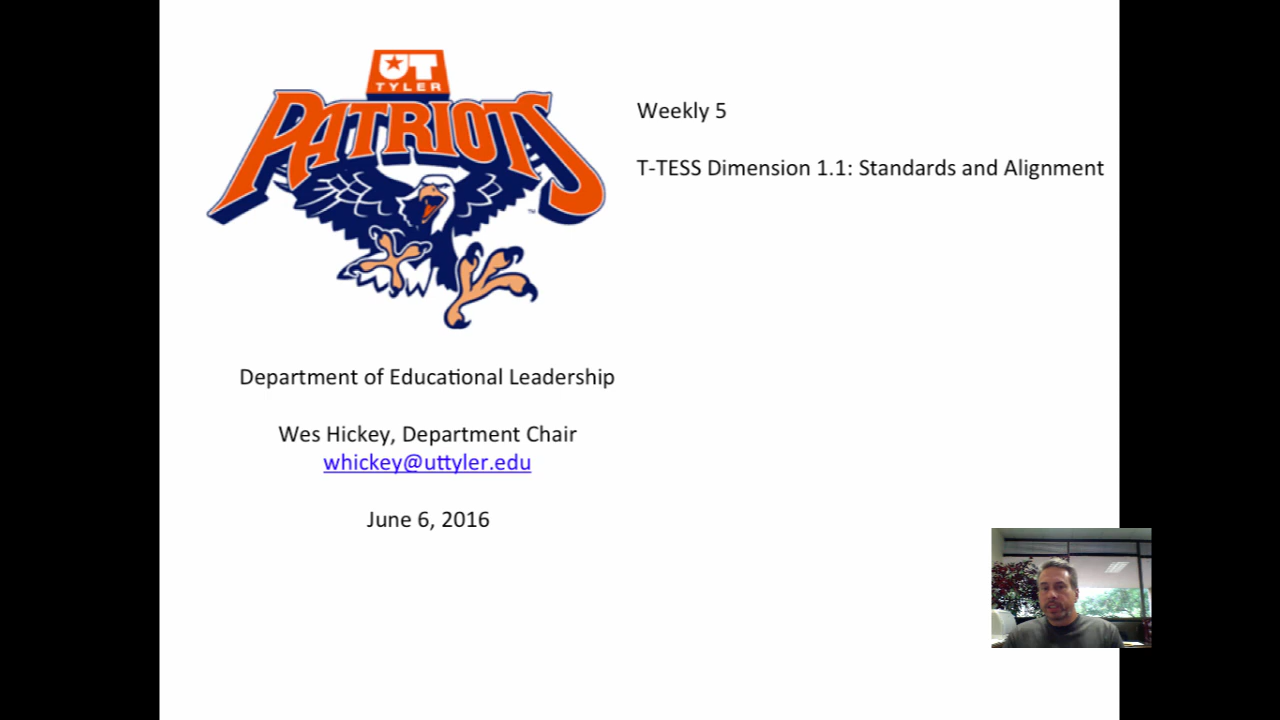 UT
TYLER
PATRIOTS
TM
Weekly 5
T-TESS Dimension 1.1: Standards and Alignment
Department of Educational Leadership
Wes Hickey, Department Chair
whickey@uttyler.edu
June 6, 2016